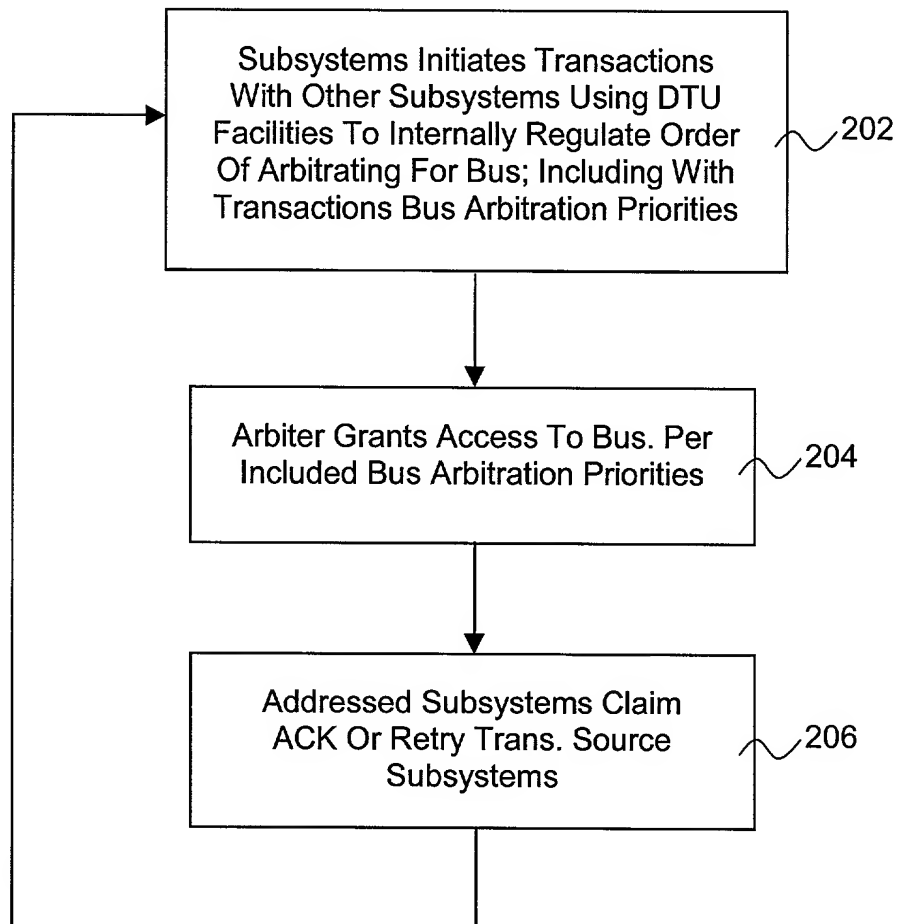 Subsystems Initiates Transactions
With Other Subsystems Using DTU
Facilities To Internally Regulate Order
Of Arbitrating For Bus; Including With
Transactions Bus Arbitration Priorities
202
Arbiter Grants Access To Bus. Per
Included Bus Arbitration Priorities
204
Addressed Subsystems Claim
ACK Or Retry Trans. Source
Subsystems
206